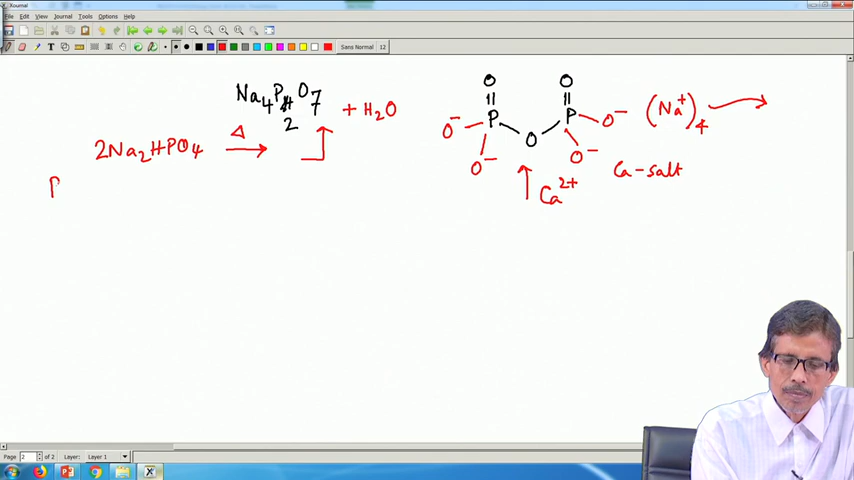 Xournal
File Edit View Journal Tools Options Help
Sans Normal 12
Na₄P₂O₇
+ H₂O
2Na₂HPO₄ Δ
P
O O
O⁻ P O P O⁻
O⁻ O⁻
(Na⁺)₄
Ca²⁺
Ca-salt
Page 2 of 2 Layer: Layer 1